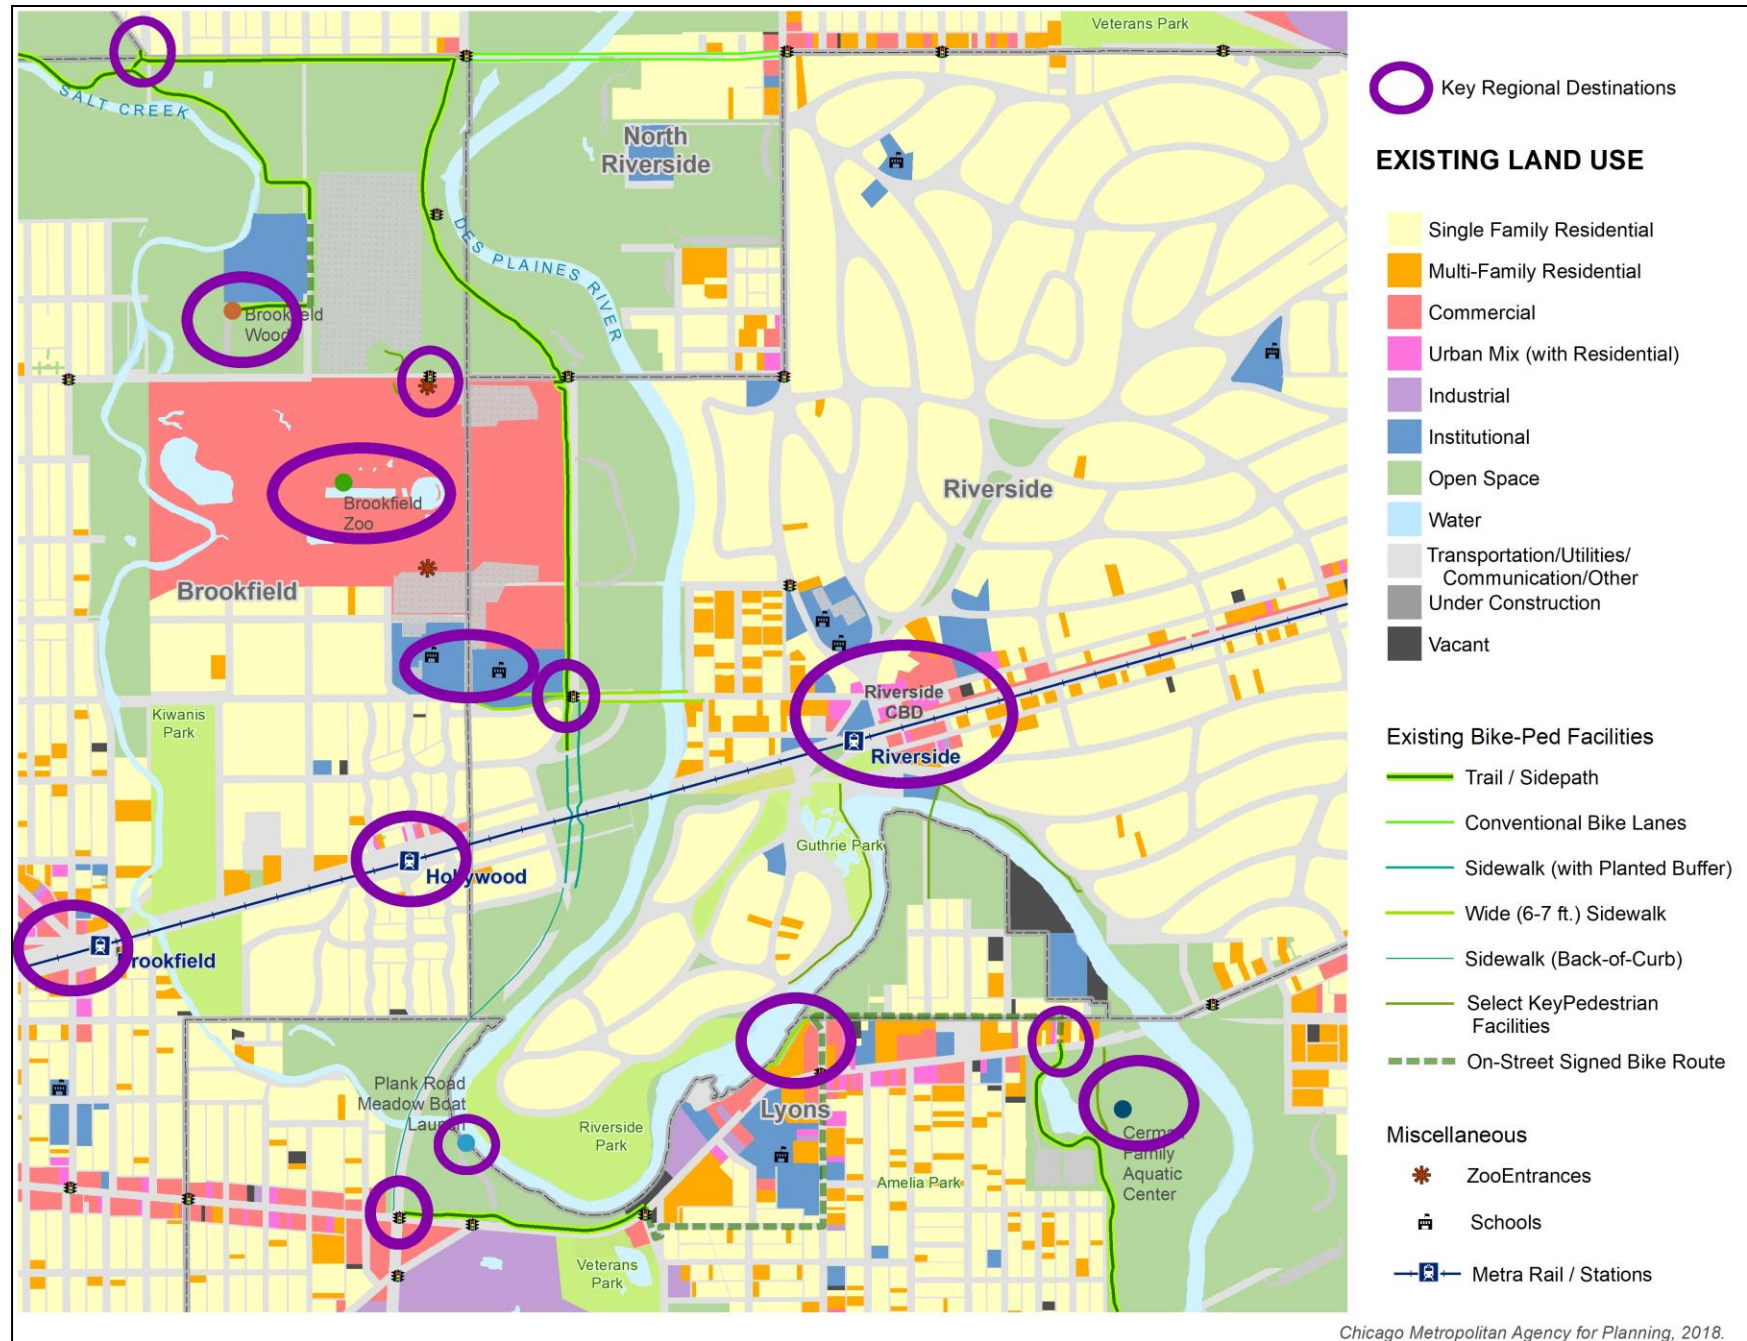 Veterans Park
SALT CREEK
North
Riverside
DES PLAINES RIVER
Brookfield
Woods
Brookfield
Zoo
Riverside
Brookfield
Riverside
CBD
Riverside
Kiwanis
Park
Guthrie Park
Hollywood
Brookfield
Plank Road
Meadow Boat
Launch
Riverside
Park
Lyons
Cermak
Family
Aquatic
Center
Amelia Park
Veterans
Park
Key Regional Destinations
EXISTING LAND USE
Single Family Residential
Multi-Family Residential
Commercial
Urban Mix (with Residential)
Industrial
Institutional
Open Space
Water
Transportation/Utilities/
Communication/Other
Under Construction
Vacant
Existing Bike-Ped Facilities
Trail / Sidepath
Conventional Bike Lanes
Sidewalk (with Planted Buffer)
Wide (6-7 ft.) Sidewalk
Sidewalk (Back-of-Curb)
Select KeyPedestrian
Facilities
On-Street Signed Bike Route
Miscellaneous
ZooEntrances
Schools
Metra Rail / Stations
Chicago Metropolitan Agency for Planning, 2018.